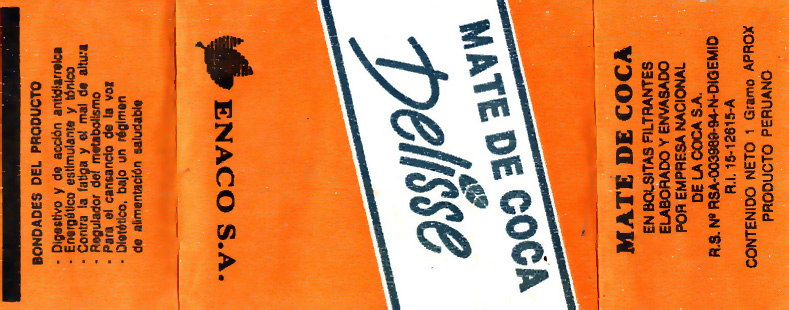 BONDADES DEL PRODUCTO
- Digestivo y de acción antidiarreica
- Energético estimulante y tónico
- Contra la fatiga y el mal de altura
- Regulador del metabolismo
- Para el cansancio de la voz
- Dietético, bajo un régimen
de alimentación saludable
ENACO S.A.
MATE DE COCA
Delisse
MATE DE COCA
EN BOLSITAS FILTRANTES
ELABORADO Y ENVASADO
POR EMPRESA NACIONAL
DE LA COCA S.A.
R.S. Nº RSA-003989-94-N-DIGEMID
R.I. 15-12615-A
CONTENIDO NETO 1 Gramo APROX
PRODUCTO PERUANO